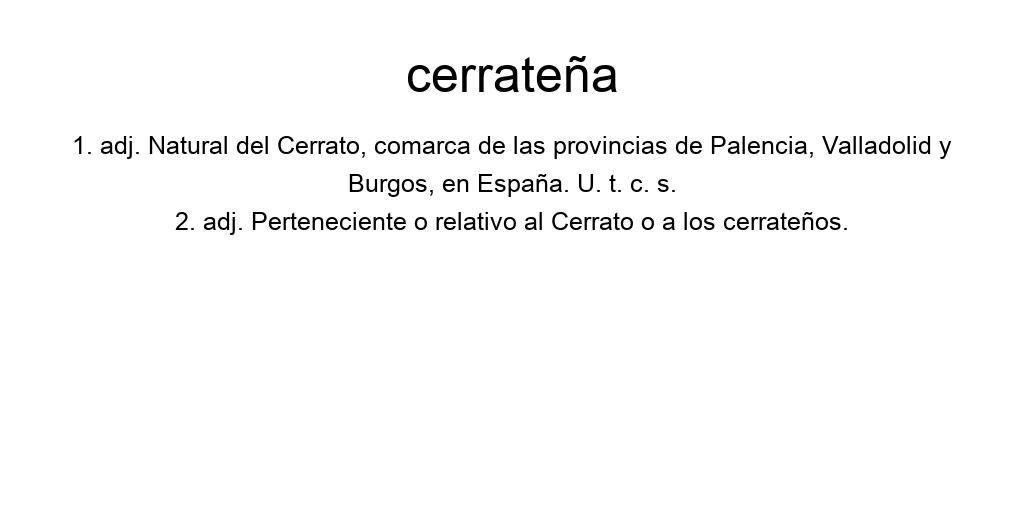 cerrateña
1. adj. Natural del Cerrato, comarca de las provincias de Palencia, Valladolid y
Burgos, en España. U. t. c. s.
2. adj. Perteneciente o relativo al Cerrato o a los cerrateños.